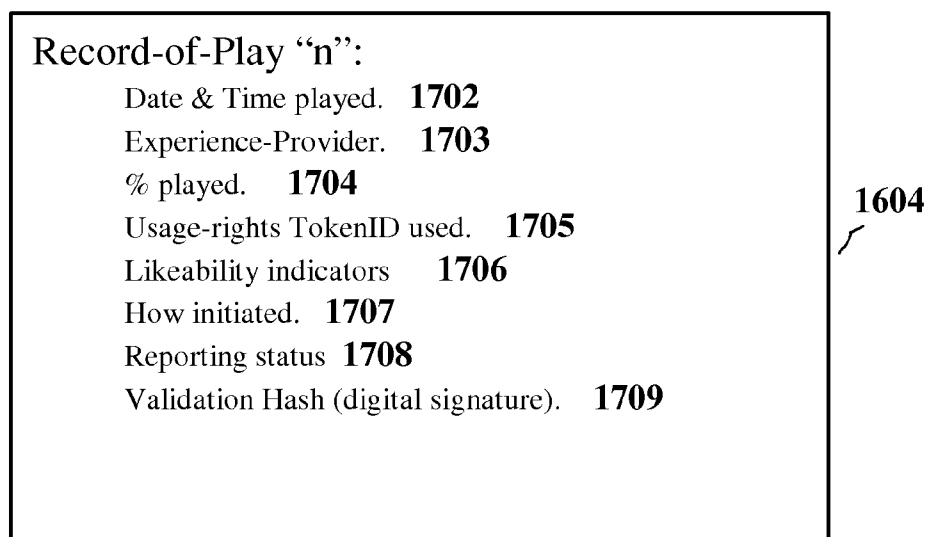 Record-of-Play “n”:
Date & Time played. 1702
Experience-Provider. 1703
% played. 1704
Usage-rights TokenID used. 1705
Likeability indicators 1706
How initiated. 1707
Reporting status 1708
Validation Hash (digital signature). 1709
1604